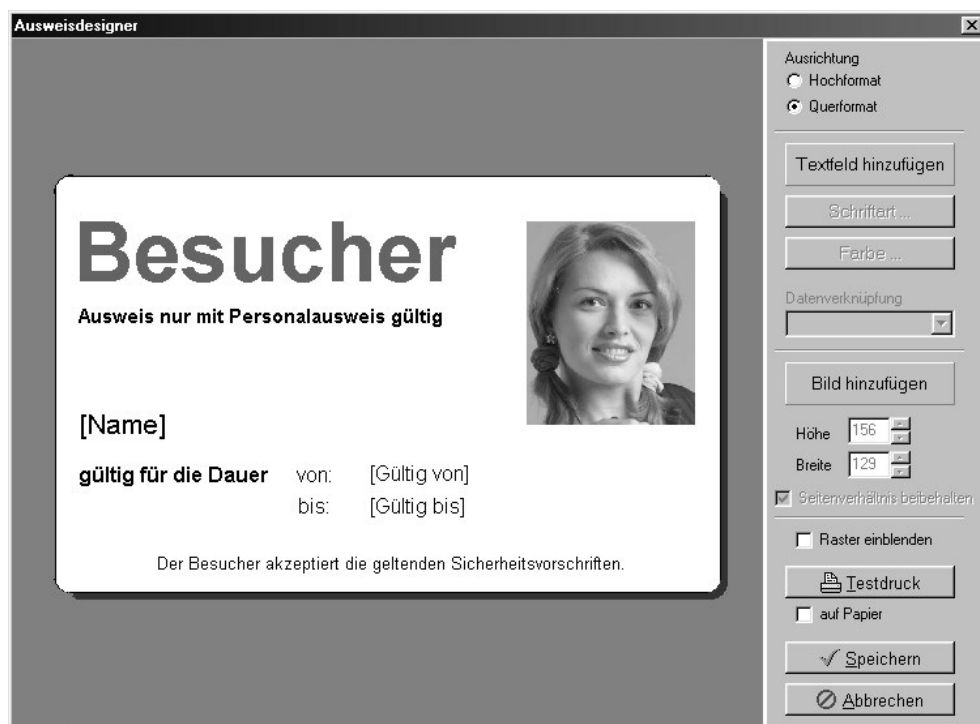 Ausweisdesigner
Ausrichtung
Hochformat
Querformat
Textfeld hinzufügen
Schriftart ...
Farbe ...
Datenverknüpfung
Bild hinzufügen
Höhe 156
Breite 129
Seitenverhältnis beibehalten
Raster einblenden
Testdruck
auf Papier
Speichern
Abbrechen
Besucher
Ausweis nur mit Personalausweis gültig
[Name]
gültig für die Dauer von: [Gültig von]
bis: [Gültig bis]
Der Besucher akzeptiert die geltenden Sicherheitsvorschriften.